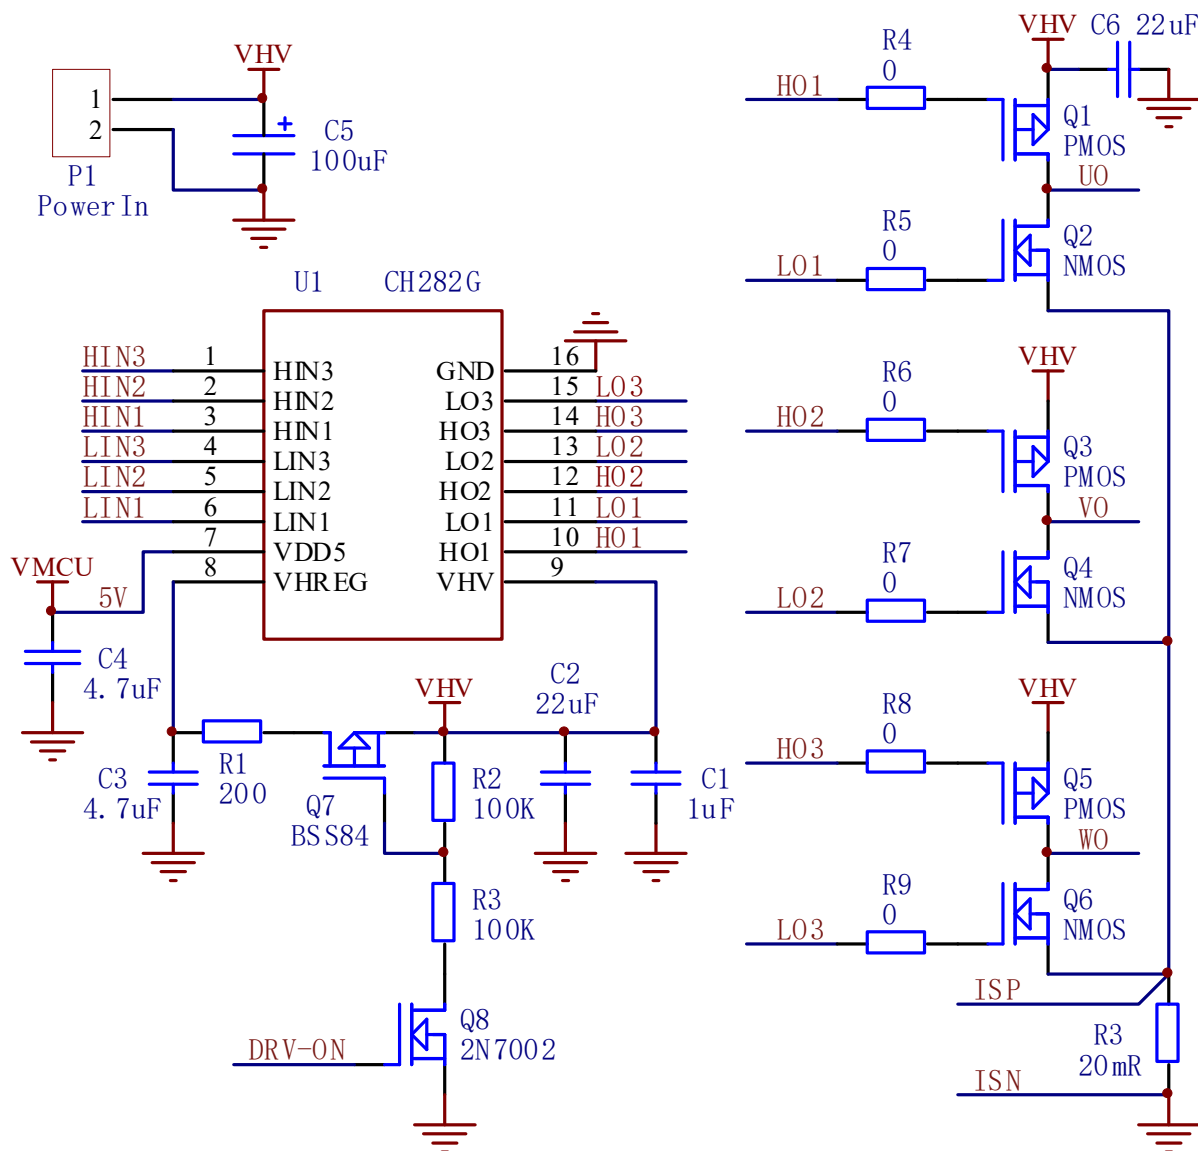 VHV
1
2
P1
PowerIn
C5
+
100uF
U1 CH282G
HIN3 1 HIN3 GND 16
HIN2 2 HIN2 LO3 15 LO3
HIN1 3 HIN1 HO3 14 HO3
LIN3 4 LIN3 LO2 13 LO2
LIN2 5 LIN2 HO2 12 HO2
LIN1 6 LIN1 LO1 11 LO1
7 VDD5 HO1 10 HO1
8 VHREG VHV 9
VMCU
5V
C4
4.7uF
C3
4.7uF
R1
200
Q7
BSS84
VHV
R2
100K
C2
22uF
C1
1uF
R3
100K
Q8
2N7002
DRV-ON
VHV
C6 22uF
R4
0
HO1
Q1
PMOS
UO
R5
0
LO1
Q2
NMOS
VHV
R6
0
HO2
Q3
PMOS
VO
R7
0
LO2
Q4
NMOS
VHV
R8
0
HO3
Q5
PMOS
WO
R9
0
LO3
Q6
NMOS
ISP
R3
20mR
ISN